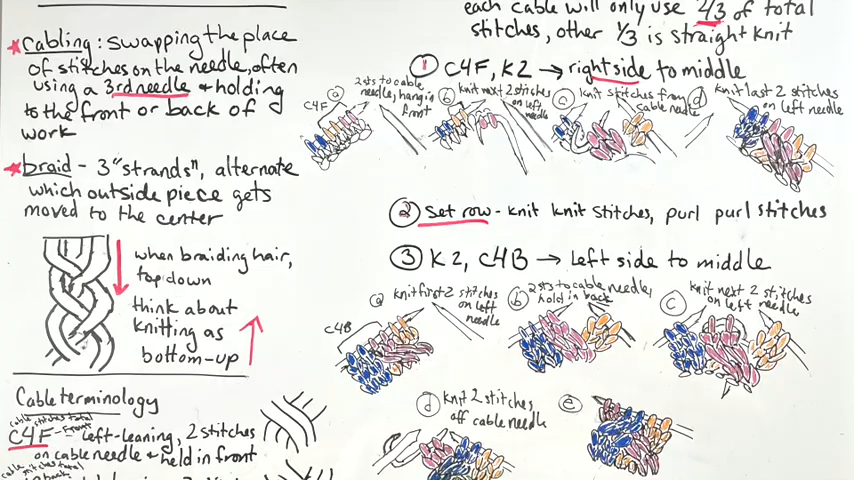 each cable will only use 2/3 of total
stitches, other 1/3 is straight knit
*Cabling: swapping the place
of stitches on the needle, often
using a 3rd needle + holding
to the front or back of
work
*braid - 3 "strands", alternate
which outside piece gets
moved to the center
when braiding hair,
top down
think about
knitting as
bottom-up
Cable terminology
cable stitches total front
C4F - Left-leaning, 2 stitches
on cable needle + held in front
cable stitches total
in back
① C4F, K2 → right side to middle
C4F
ⓐ 2 sts to cable
needle, hang in
front
ⓑ knit next 2 stitches
on left
needle
ⓒ knit stitches from
cable needle
ⓓ knit last 2 stitches
on left needle
② Set row - knit knit stitches, purl purl stitches
③ K2, C4B → Left side to middle
C4B
ⓐ knit first 2 stitches
on left
needle
ⓑ 2 sts to cable needle,
hold in back
ⓒ knit next 2 stitches
on left needle
ⓓ knit 2 stitches
off cable needle
ⓔ